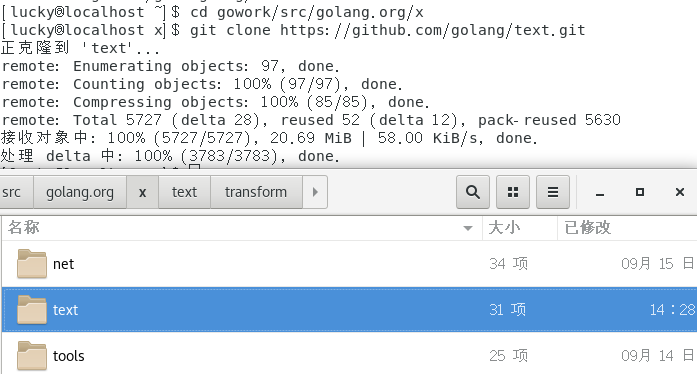 [lucky@localhost ~]$ cd gowork/src/golang.org/x
[lucky@localhost x]$ git clone https://github.com/golang/text.git
正克隆到 'text'...
remote: Enumerating objects: 97, done.
remote: Counting objects: 100% (97/97), done.
remote: Compressing objects: 100% (85/85), done.
remote: Total 5727 (delta 28), reused 52 (delta 12), pack-reused 5630
接收对象中: 100% (5727/5727), 20.69 MiB | 58.00 KiB/s, done.
处理 delta 中: 100% (3783/3783), done.
src golang.org x text transform
名称 大小 已修改
net 34 项 09月 15 日
text 31 项 14：28
tools 25 项 09月 14 日